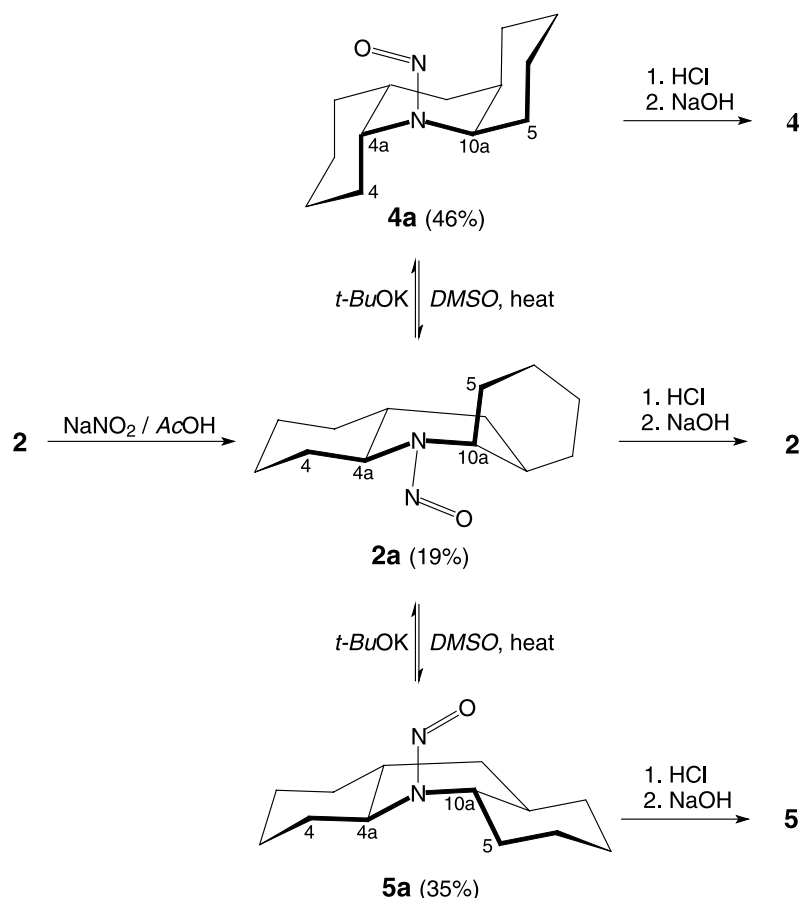 O
N
N
4a
10a
5
4
4a (46%)
1. HCl
2. NaOH
4
t-BuOK DMSO, heat
2
NaNO2 / AcOH
5
N
4
4a
10a
N
O
2a (19%)
1. HCl
2. NaOH
2
t-BuOK DMSO, heat
O
N
N
10a
4
4a
5
5a (35%)
1. HCl
2. NaOH
5